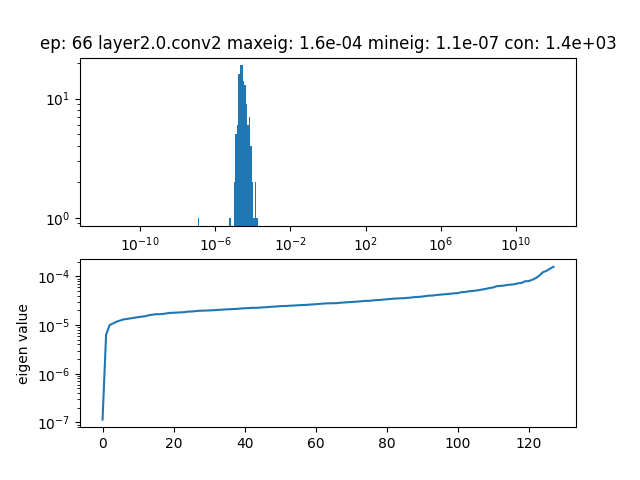 ep: 66 layer2.0.conv2 maxeig: 1.6e-04 mineig: 1.1e-07 con: 1.4e+03
10¹
10⁰
10⁻¹⁰ 10⁻⁶ 10⁻² 10² 10⁶ 10¹⁰
10⁻⁴
10⁻⁵
10⁻⁶
10⁻⁷
eigen value
0 20 40 60 80 100 120